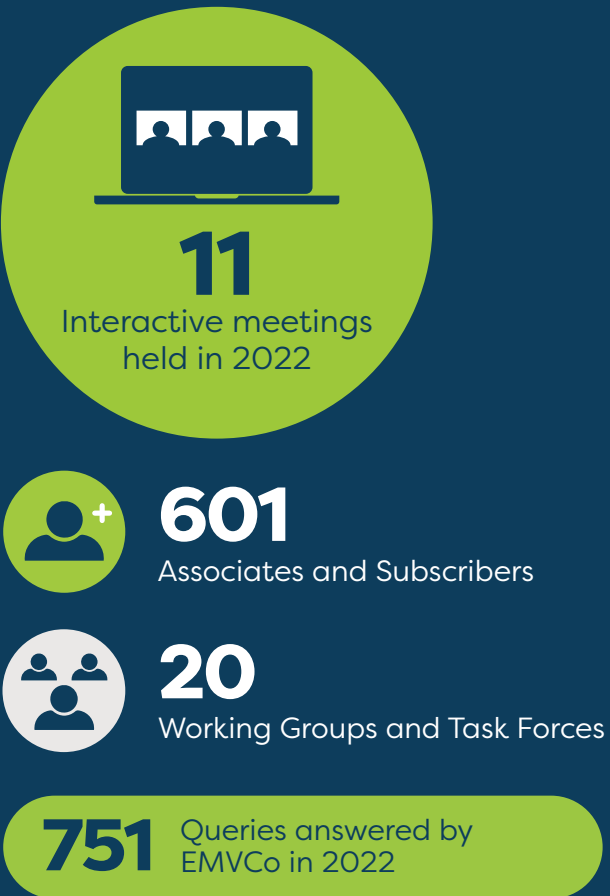 11
Interactive meetings
held in 2022
601
Associates and Subscribers
20
Working Groups and Task Forces
751
Queries answered by
EMVCo in 2022